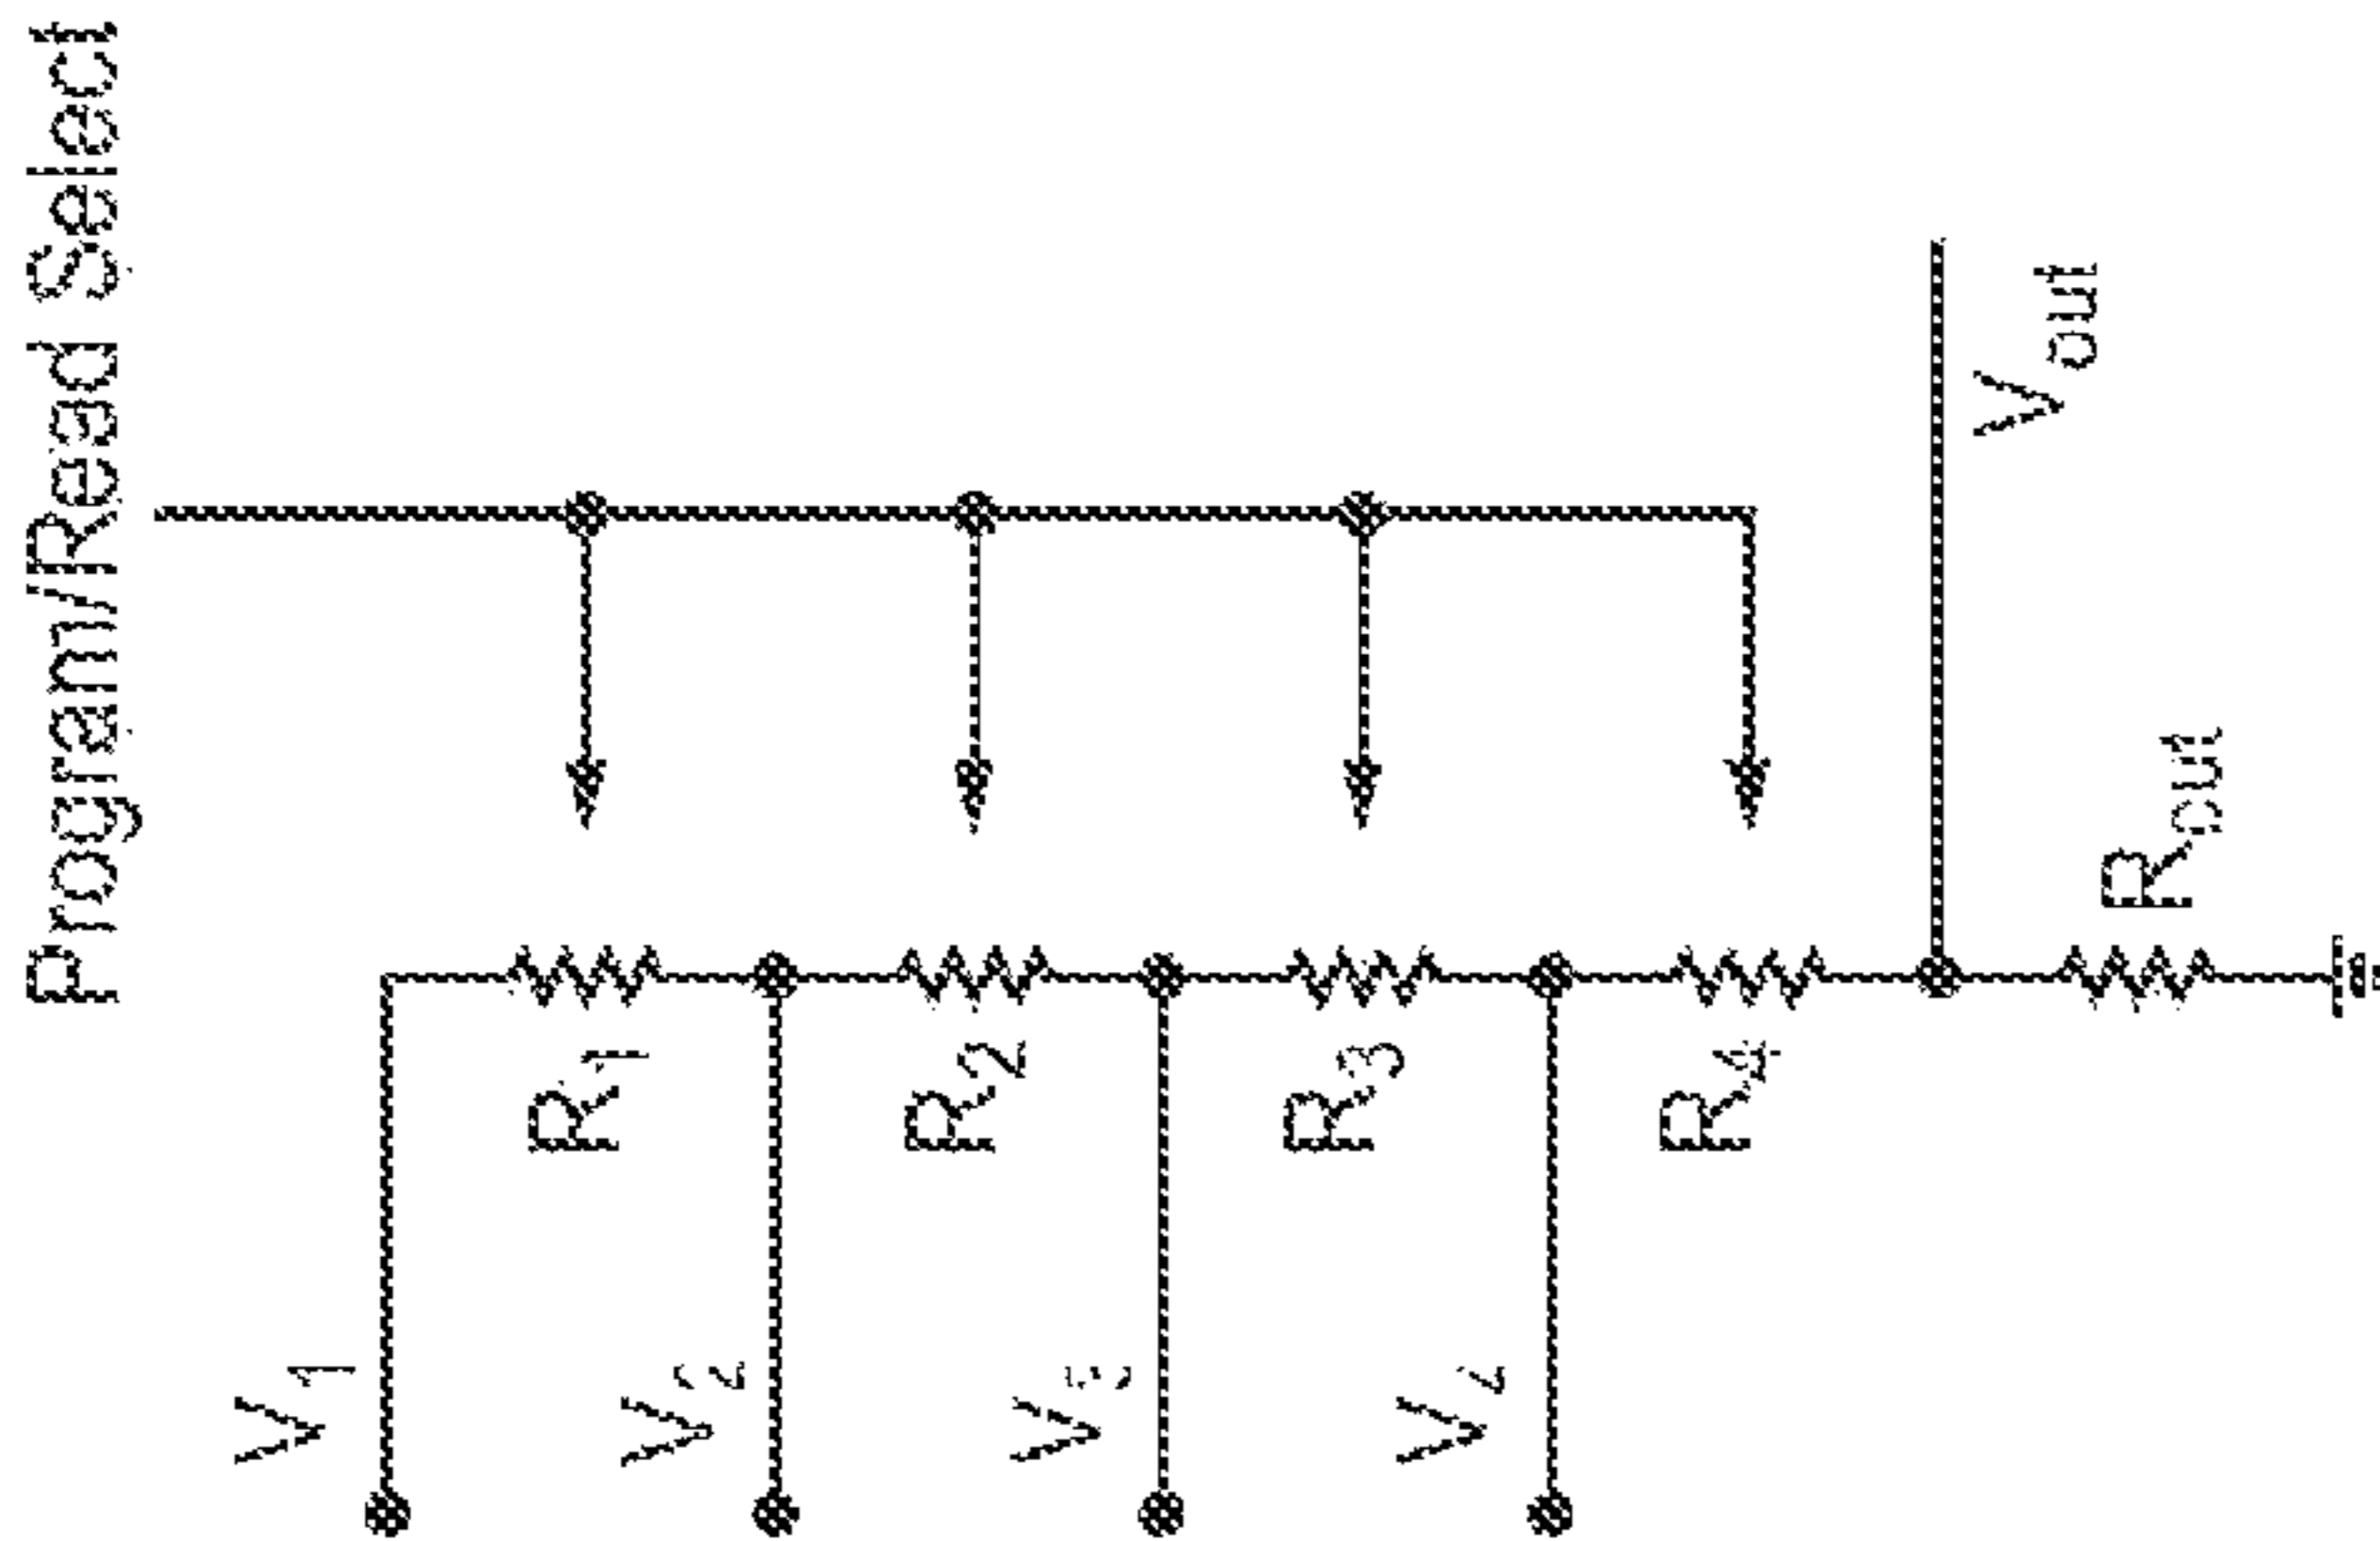 Program/Read Select
V1
R1
V2
R2
V3
R3
V4
R4
Vout
Rout